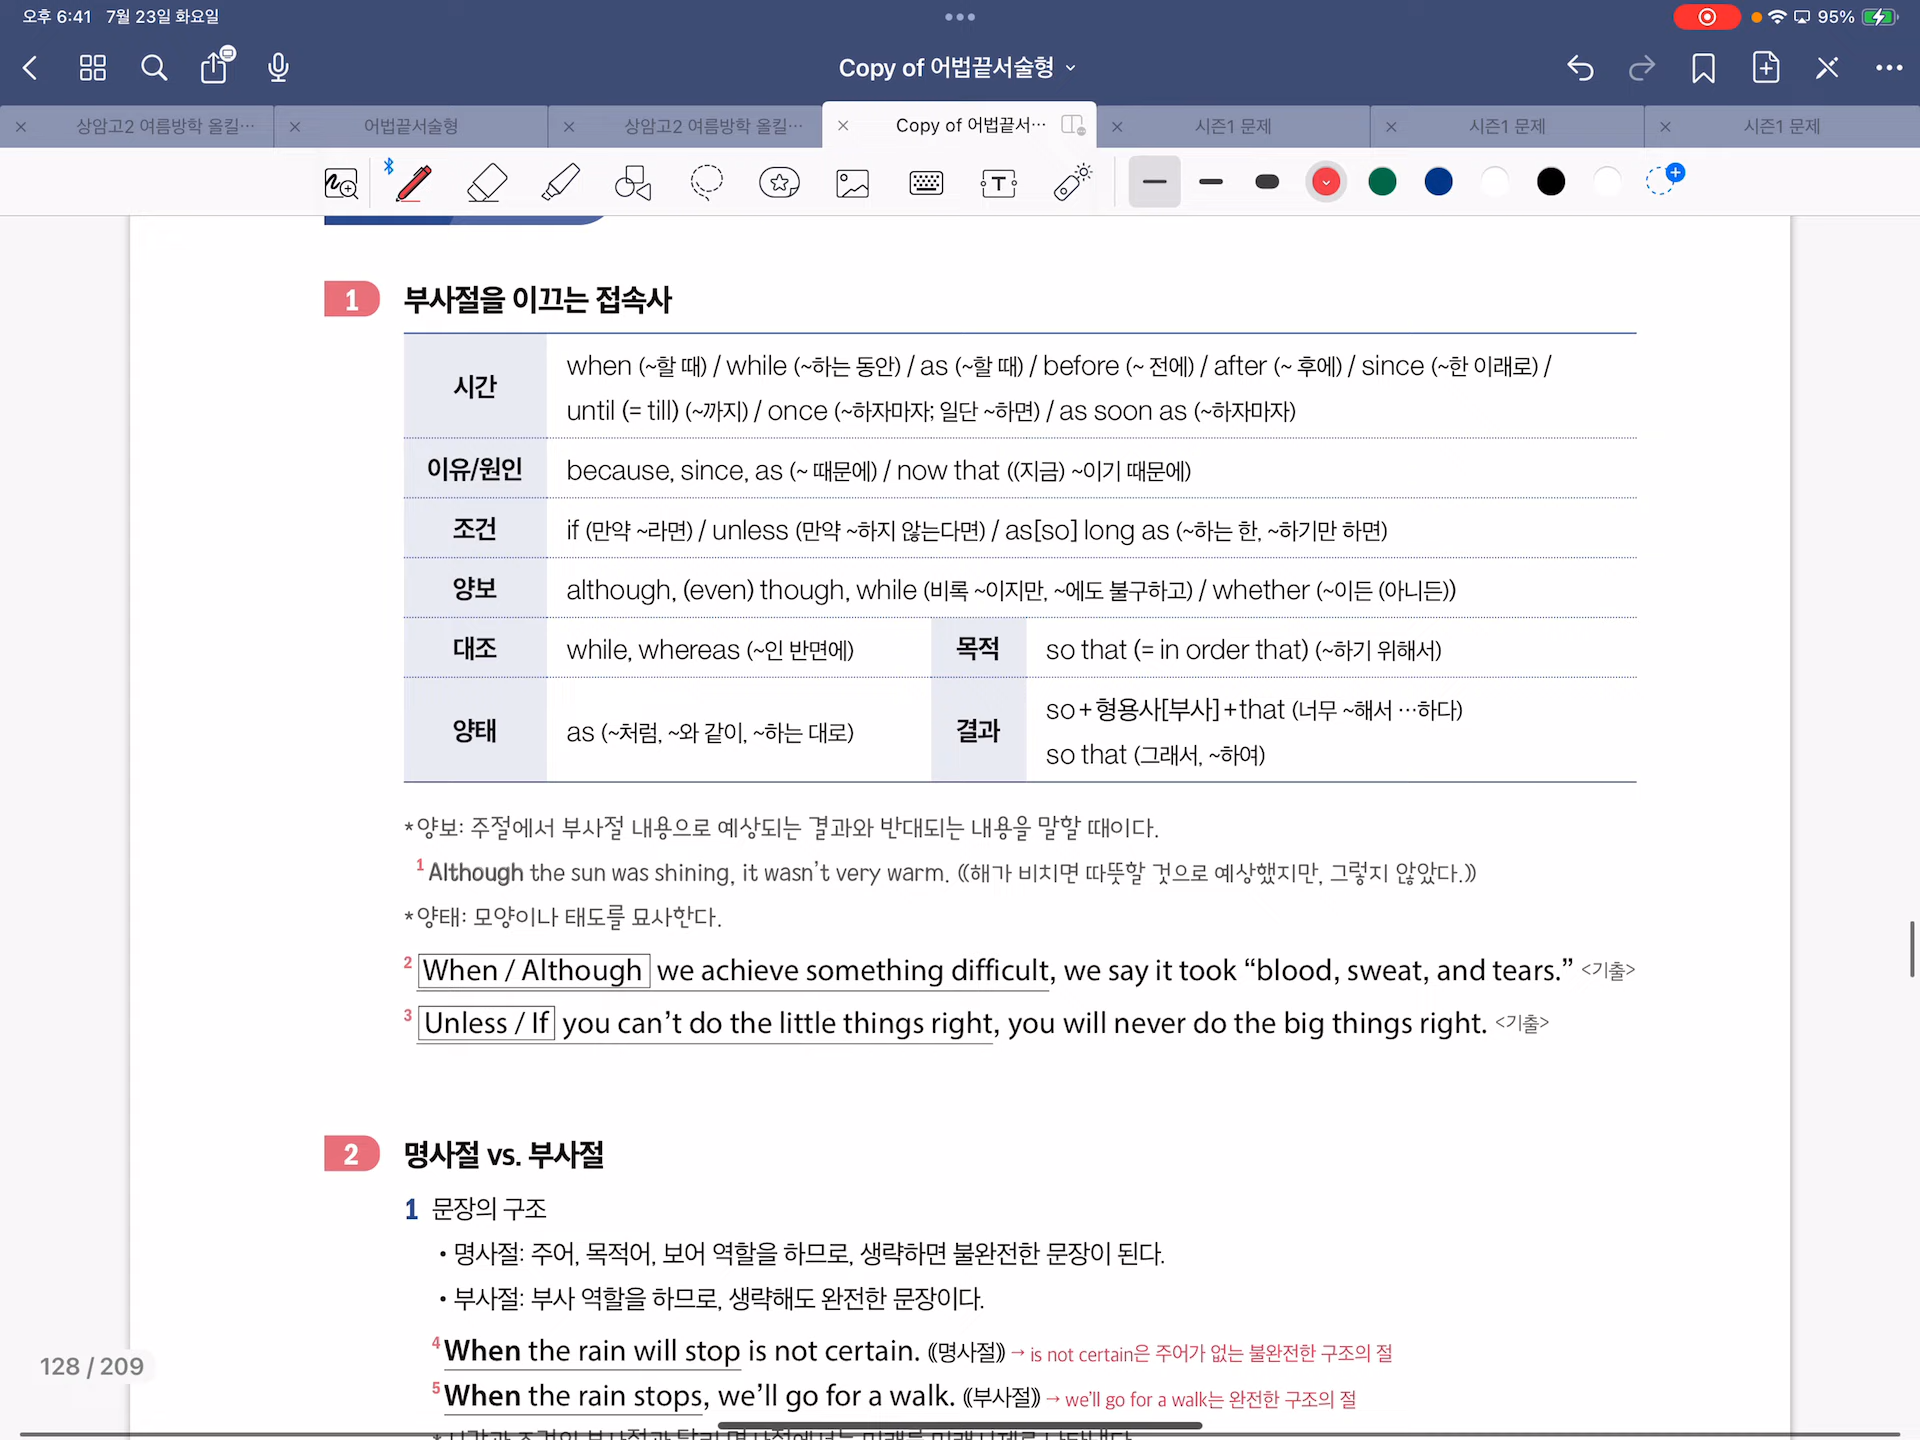 오후 6:41 7월 23일 화요일
95%
Copy of 어법끝서술형
상암고2 여름방학 올킬…
어법끝서술형
상암고2 여름방학 올킬…
Copy of 어법끝서…
시즌1 문제
시즌1 문제
시즌1 문제
1 부사절을 이끄는 접속사
시간
when (~할 때) / while (~하는 동안) / as (~할 때) / before (~ 전에) / after (~ 후에) / since (~한 이래로) /
until (= till) (~까지) / once (~하자마자; 일단 ~하면) / as soon as (~하자마자)
이유/원인 because, since, as (~ 때문에) / now that ((지금) ~이기 때문에)
조건 if (만약 ~라면) / unless (만약 ~하지 않는다면) / as[so] long as (~하는 한, ~하기만 하면)
양보 although, (even) though, while (비록 ~이지만, ~에도 불구하고) / whether (~이든 (아니든))
대조 while, whereas (~인 반면에) 목적 so that (= in order that) (~하기 위해서)
양태 as (~처럼, ~와 같이, ~하는 대로) 결과 so+형용사[부사]+that (너무 ~해서 …하다)
so that (그래서, ~하여)
*양보: 주절에서 부사절 내용으로 예상되는 결과와 반대되는 내용을 말할 때이다.
1 Although the sun was shining, it wasn't very warm. ((해가 비치면 따뜻할 것으로 예상했지만, 그렇지 않았다.))
*양태: 모양이나 태도를 묘사한다.
2 When / Although we achieve something difficult, we say it took “blood, sweat, and tears.” <기출>
3 Unless / If you can't do the little things right, you will never do the big things right. <기출>
2 명사절 vs. 부사절
1 문장의 구조
• 명사절: 주어, 목적어, 보어 역할을 하므로, 생략하면 불완전한 문장이 된다.
• 부사절: 부사 역할을 하므로, 생략해도 완전한 문장이다.
4 When the rain will stop is not certain. ((명사절)) → is not certain은 주어가 없는 불완전한 구조의 절
5 When the rain stops, we'll go for a walk. ((부사절)) → we'll go for a walk는 완전한 구조의 절
128 / 209